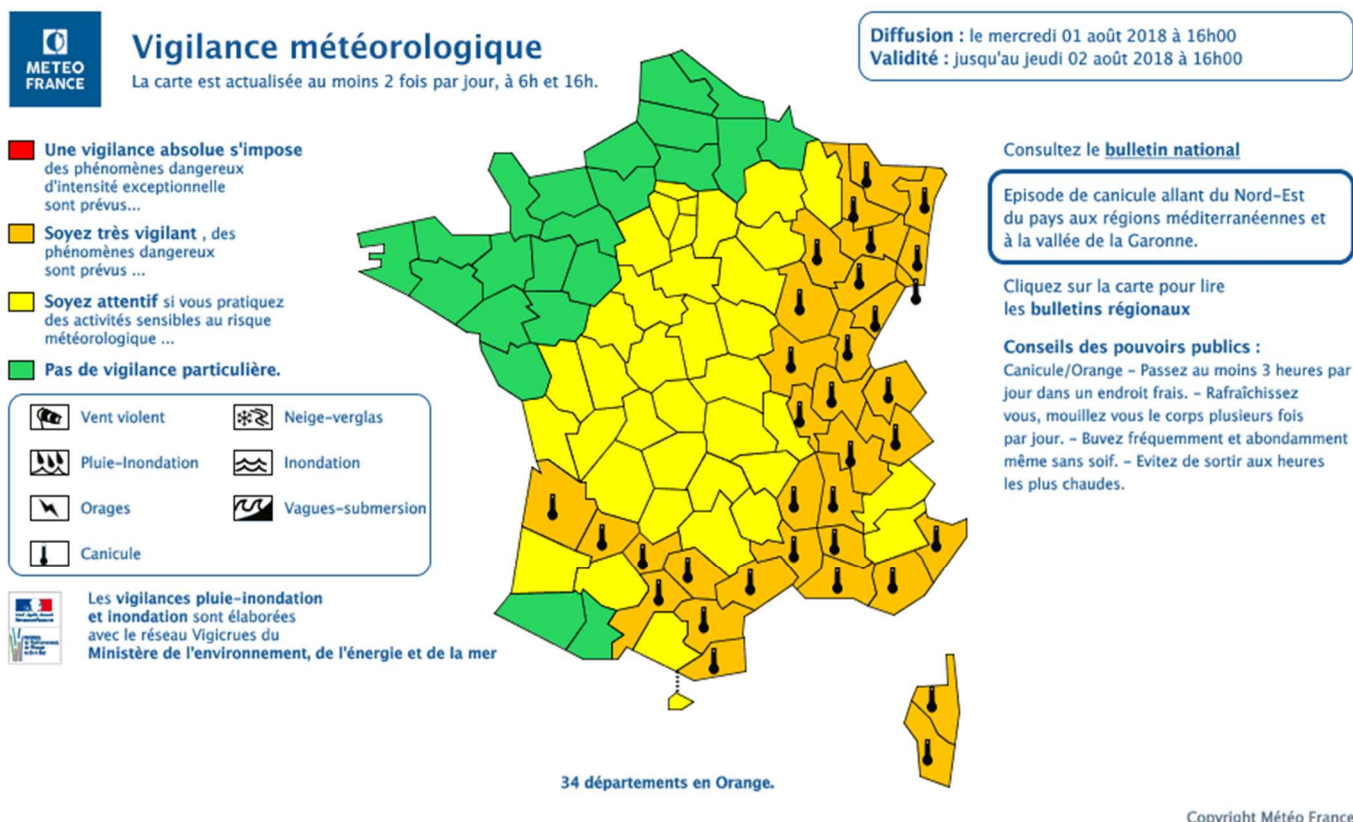 METEO
FRANCE
Vigilance météorologique
La carte est actualisée au moins 2 fois par jour, à 6h et 16h.
Diffusion : le mercredi 01 août 2018 à 16h00
Validité : jusqu'au jeudi 02 août 2018 à 16h00
Une vigilance absolue s'impose
des phénomènes dangereux
d'intensité exceptionnelle
sont prévus...
Soyez très vigilant , des
phénomènes dangereux
sont prévus ...
Soyez attentif si vous pratiquez
des activités sensibles au risque
météorologique ...
Pas de vigilance particulière.
Vent violent
Neige-verglas
Pluie-Inondation
Inondation
Orages
Vagues-submersion
Canicule
Les vigilances pluie-inondation
et inondation sont élaborées
avec le réseau Vigicrues du
Ministère de l'environnement, de l'énergie et de la mer
Consultez le bulletin national
Episode de canicule allant du Nord-Est
du pays aux régions méditerranéennes et
à la vallée de la Garonne.
Cliquez sur la carte pour lire
les bulletins régionaux
Conseils des pouvoirs publics :
Canicule/Orange – Passez au moins 3 heures par
jour dans un endroit frais. – Rafraîchissez
vous, mouillez vous le corps plusieurs fois
par jour. – Buvez fréquemment et abondamment
même sans soif. – Evitez de sortir aux heures
les plus chaudes.
34 départements en Orange.
Copyright Météo France